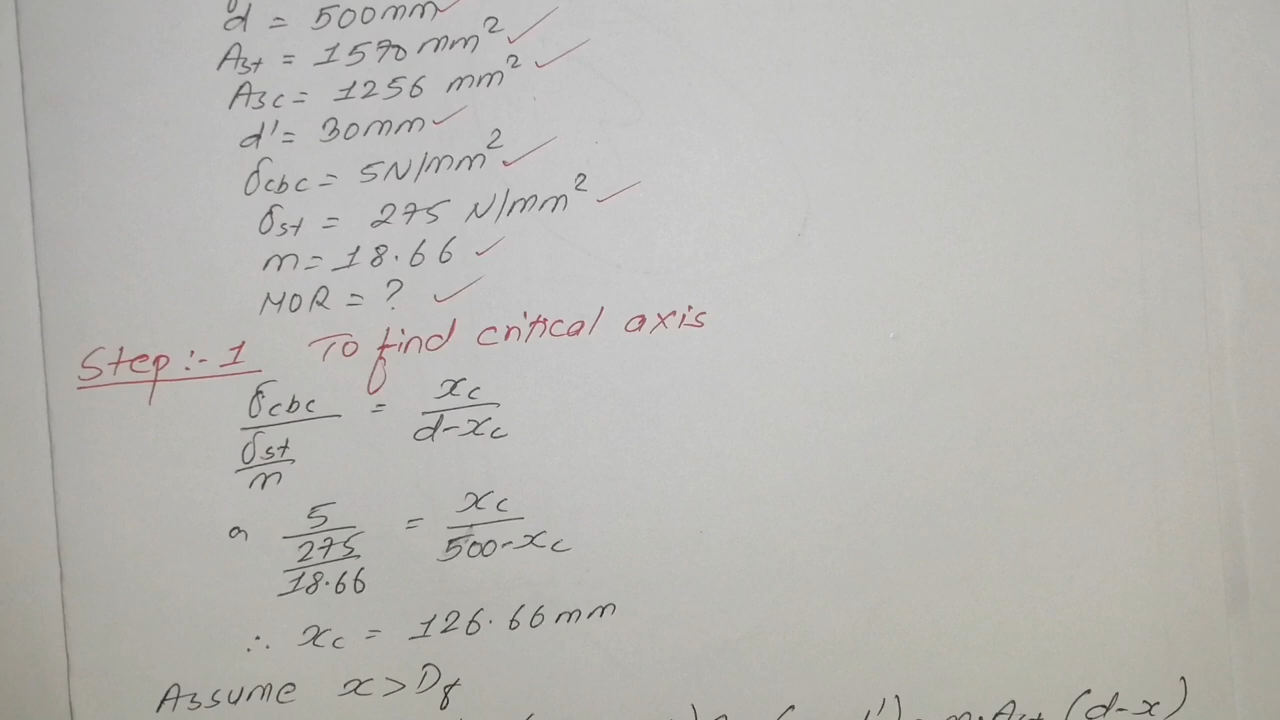 d = 500mm ✓
Ast = 1570 mm² ✓
Asc = 1256 mm² ✓
d' = 30mm ✓
σcbc = 5N/mm² ✓
σst = 275 N/mm² ✓
m = 18.66 ✓
MOR = ? ✓
Step:-1 To find critical axis
σcbc / (σst / m) = xc / (d-xc)
or 5 / (275 / 18.66) = xc / (500-xc)
∴ xc = 126.66mm
Assume x > Df
(d-x)